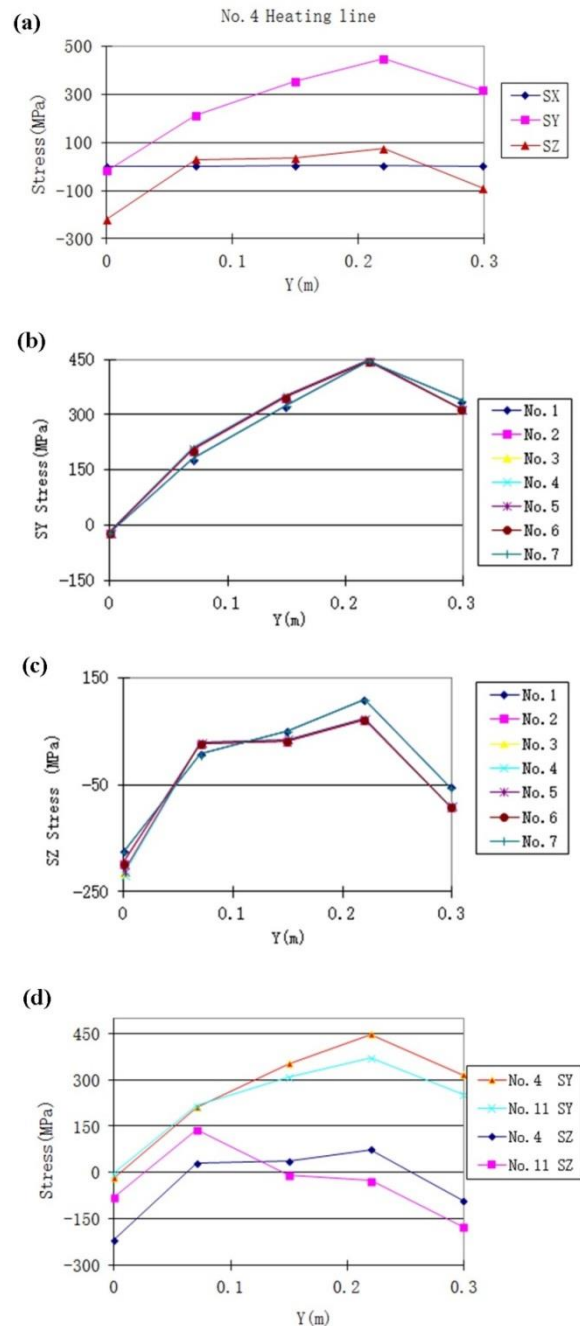 (a)
No.4 Heating line
500
300
100
-100
-300
Stress(MPa)
0 0.1 0.2 0.3
Y(m)
SX
SY
SZ
(b)
450
300
150
0
-150
SY Stress(MPa)
0 0.1 0.2 0.3
Y(m)
No.1
No.2
No.3
No.4
No.5
No.6
No.7
(c)
150
-50
-250
SZ Stress (MPa)
0 0.1 0.2 0.3
Y(m)
No.1
No.2
No.3
No.4
No.5
No.6
No.7
(d)
450
300
150
0
-150
-300
Stress(MPa)
0 0.1 0.2 0.3
Y(m)
No.4 SY
No.11 SY
No.4 SZ
No.11 SZ